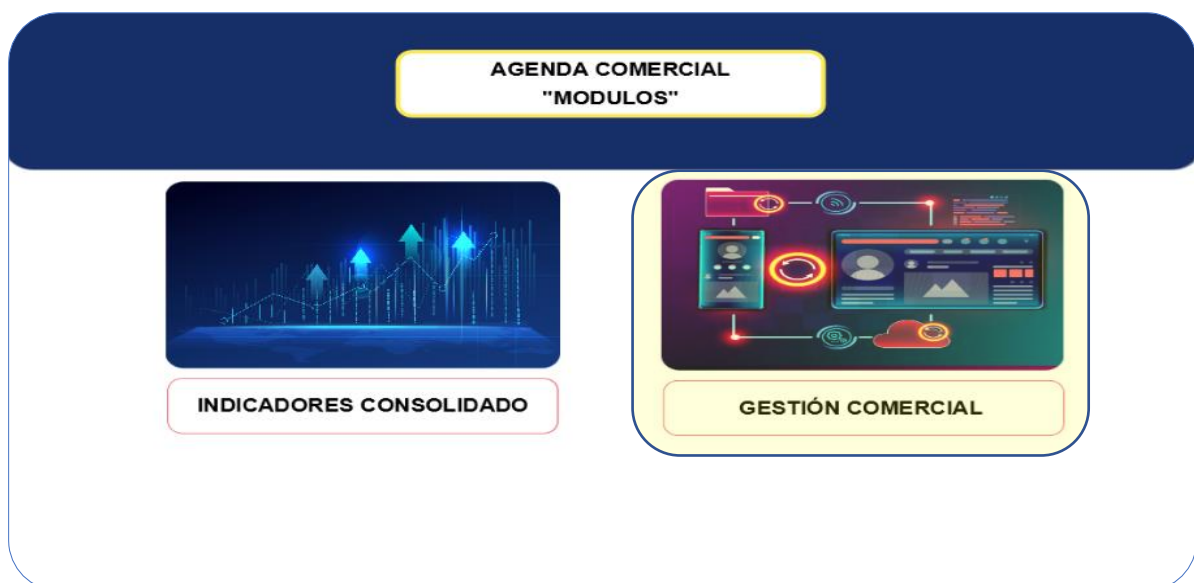 AGENDA COMERCIAL
"MODULOS"
INDICADORES CONSOLIDADO
GESTIÓN COMERCIAL